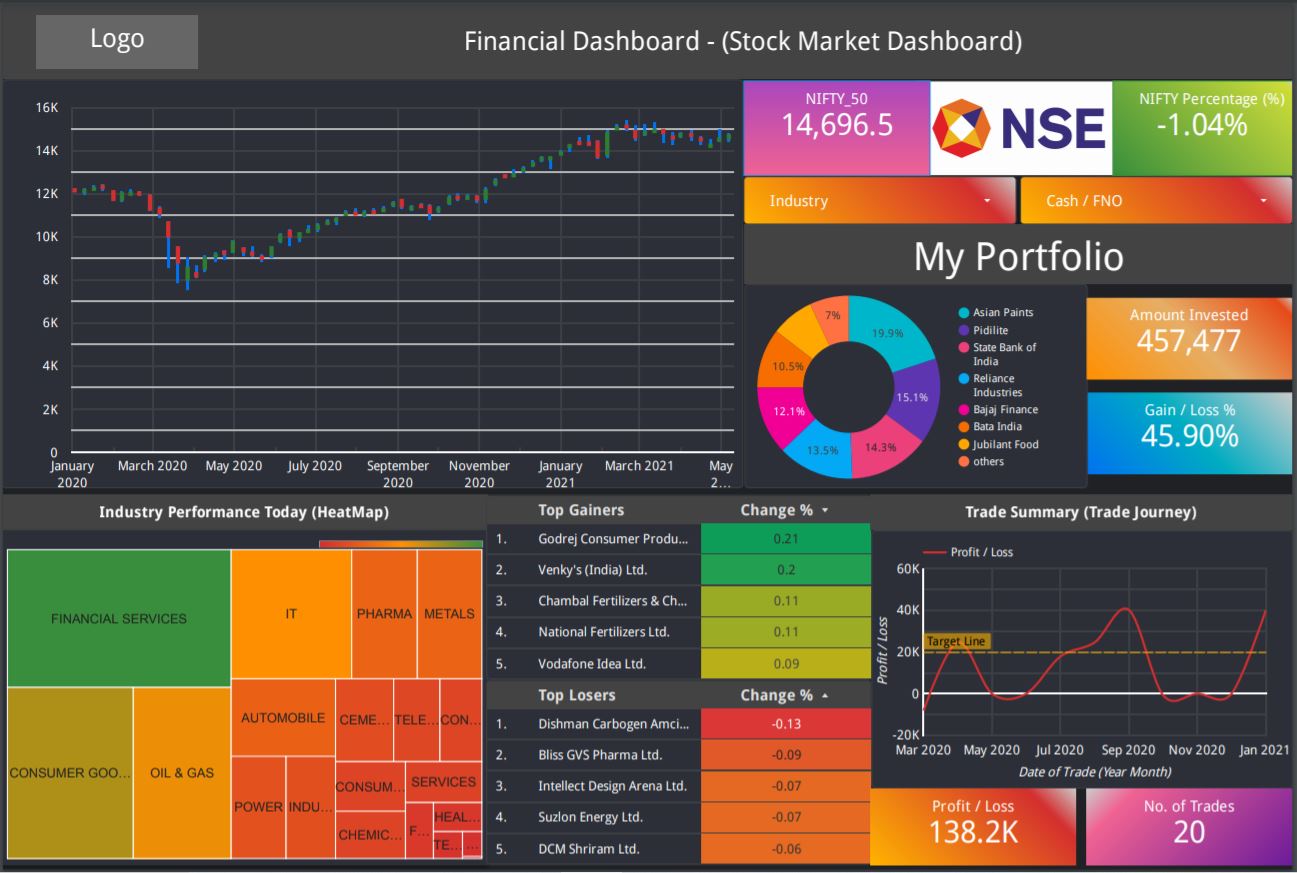 Logo
Financial Dashboard - (Stock Market Dashboard)
16K
14K
12K
10K
8K
6K
4K
2K
0
January 2020
March 2020
May 2020
July 2020
September 2020
November 2020
January 2021
March 2021
May 2...
NIFTY_50
14,696.5
NSE
NIFTY Percentage (%)
-1.04%
Industry
Cash / FNO
My Portfolio
19.9%
15.1%
14.3%
13.5%
12.1%
10.5%
7%
Asian Paints
Pidilite
State Bank of
India
Reliance
Industries
Bajaj Finance
Bata India
Jubilant Food
others
Amount Invested
457,477
Gain / Loss %
45.90%
Industry Performance Today (HeatMap)
FINANCIAL SERVICES
IT
PHARMA
METALS
CONSUMER GOO...
OIL & GAS
AUTOMOBILE
CEME...
TELE...
CON...
POWER
INDU...
CONSUM...
SERVICES
CHEMIC...
F...
HEAL...
TE...
...
Top Gainers Change %
1. Godrej Consumer Produ... 0.21
2. Venky's (India) Ltd. 0.2
3. Chambal Fertilizers & Ch... 0.11
4. National Fertilizers Ltd. 0.11
5. Vodafone Idea Ltd. 0.09
Top Losers Change %
1. Dishman Carbogen Amci... -0.13
2. Bliss GVS Pharma Ltd. -0.09
3. Intellect Design Arena Ltd. -0.07
4. Suzlon Energy Ltd. -0.07
5. DCM Shriram Ltd. -0.06
Trade Summary (Trade Journey)
Profit / Loss
60K
40K
20K
0
-20K
Profit / Loss
Target Line
Mar 2020
May 2020
Jul 2020
Sep 2020
Nov 2020
Jan 2021
Date of Trade (Year Month)
Profit / Loss
138.2K
No. of Trades
20